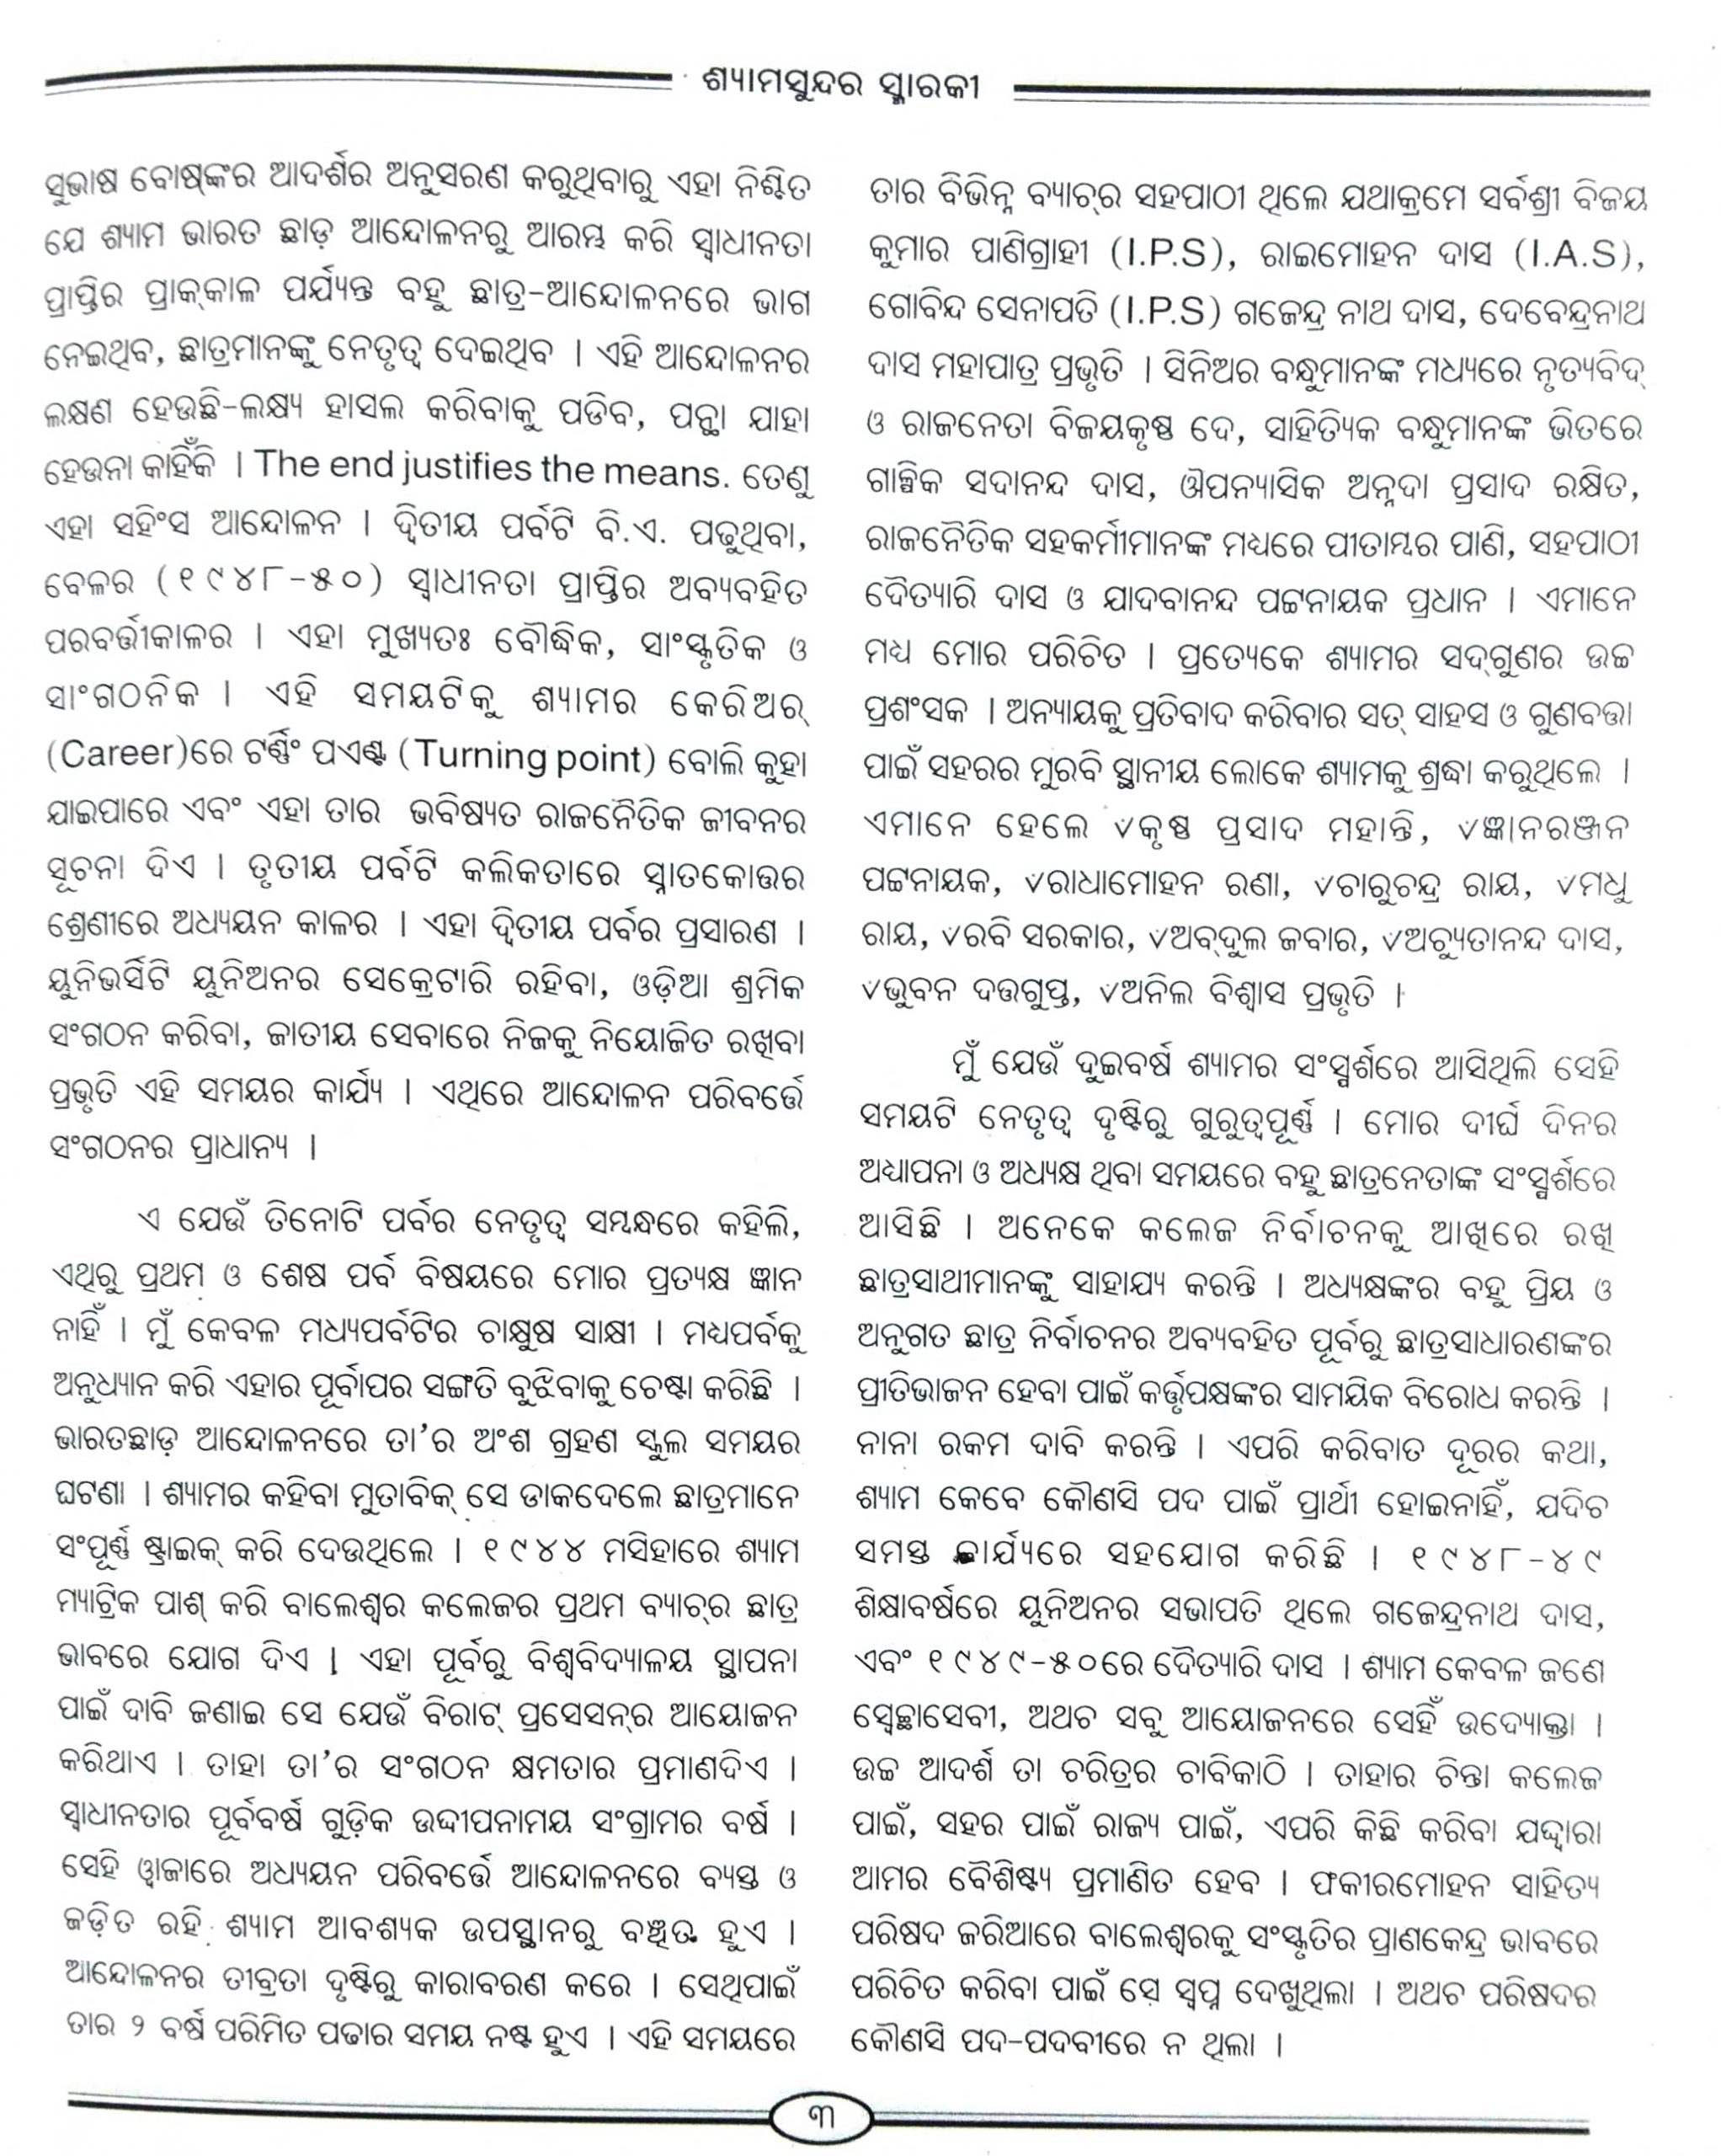 ଶ୍ୟାମସୁନ୍ଦର ସ୍ମାରକୀ
ସୁଭାଷ ବୋଷ୍‌ଙ୍କର ଆଦର୍ଶର ଅନୁସରଣ କରୁଥିବାରୁ ଏହା ନିଶ୍ଚିତ
ଯେ ଶ୍ୟାମ ଭାରତ ଛାଡ଼ ଆନ୍ଦୋଳନରୁ ଆରମ୍ଭ କରି ସ୍ୱାଧୀନତା
ପ୍ରାପ୍ତିର ପ୍ରାକ୍‌କାଳ ପର୍ଯ୍ୟନ୍ତ ବହୁ ଛାତ୍ର-ଆନ୍ଦୋଳନରେ ଭାଗ
ନେଇଥିବ, ଛାତ୍ରମାନଙ୍କୁ ନେତୃତ୍ୱ ଦେଇଥିବ । ଏହି ଆନ୍ଦୋଳନର
ଲକ୍ଷଣ ହେଉଛି-ଲକ୍ଷ୍ୟ ହାସଲ କରିବାକୁ ପଡିବ, ପନ୍ଥା ଯାହା
ହେଉନା କାହିଁକି । The end justifies the means. ତେଣୁ
ଏହା ସହିଂସ ଆନ୍ଦୋଳନ । ଦ୍ୱିତୀୟ ପର୍ବଟି ବି.ଏ. ପଢୁଥିବା,
ବେଳର (୧୯୪୮-୫୦) ସ୍ୱାଧୀନତା ପ୍ରାପ୍ତିର ଅବ୍ୟବହିତ
ପରବର୍ତ୍ତୀକାଳର । ଏହା ମୁଖ୍ୟତଃ ବୌଦ୍ଧିକ, ସାଂସ୍କୃତିକ ଓ
ସାଂଗଠନିକ । ଏହି ସମୟଟିକୁ ଶ୍ୟାମର କେରିଅର୍
(Career)ରେ ଟର୍ଣ୍ଣିଂ ପଏଣ୍ଟ (Turning point) ବୋଲି କୁହା
ଯାଇପାରେ ଏବଂ ଏହା ତାର ଭବିଷ୍ୟତ ରାଜନୈତିକ ଜୀବନର
ସୂଚନା ଦିଏ । ତୃତୀୟ ପର୍ବଟି କଲିକତାରେ ସ୍ନାତକୋତ୍ତର
ଶ୍ରେଣୀରେ ଅଧ୍ୟୟନ କାଳର । ଏହା ଦ୍ୱିତୀୟ ପର୍ବର ପ୍ରସାରଣ ।
ୟୁନିଭର୍ସିଟି ୟୁନିଅନର ସେକ୍ରେଟାରି ରହିବା, ଓଡ଼ିଆ ଶ୍ରମିକ
ସଂଗଠନ କରିବା, ଜାତୀୟ ସେବାରେ ନିଜକୁ ନିୟୋଜିତ ରଖିବା
ପ୍ରଭୃତି ଏହି ସମୟର କାର୍ଯ୍ୟ । ଏଥିରେ ଆନ୍ଦୋଳନ ପରିବର୍ତ୍ତେ
ସଂଗଠନର ପ୍ରାଧାନ୍ୟ ।
ଏ ଯେଉଁ ତିନୋଟି ପର୍ବର ନେତୃତ୍ୱ ସମ୍ବନ୍ଧରେ କହିଲି,
ଏଥିରୁ ପ୍ରଥମ ଓ ଶେଷ ପର୍ବ ବିଷୟରେ ମୋର ପ୍ରତ୍ୟକ୍ଷ ଜ୍ଞାନ
ନାହିଁ । ମୁଁ କେବଳ ମଧ୍ୟପର୍ବଟିର ଚାକ୍ଷୁଷ ସାକ୍ଷୀ । ମଧ୍ୟପର୍ବକୁ
ଅନୁଧ୍ୟାନ କରି ଏହାର ପୂର୍ବାପର ସଙ୍ଗତି ବୁଝିବାକୁ ଚେଷ୍ଟା କରିଛି ।
ଭାରତଛାଡ଼ ଆନ୍ଦୋଳନରେ ତା'ର ଅଂଶ ଗ୍ରହଣ ସ୍କୁଲ ସମୟର
ଘଟଣା । ଶ୍ୟାମର କହିବା ମୁତାବିକ୍ ସେ ଡାକଦେଲେ ଛାତ୍ରମାନେ
ସଂପୂର୍ଣ୍ଣ ଷ୍ଟ୍ରାଇକ୍ କରି ଦେଉଥିଲେ । ୧୯୪୪ ମସିହାରେ ଶ୍ୟାମ
ମ୍ୟାଟ୍ରିକ ପାଶ୍ କରି ବାଲେଶ୍ୱର କଲେଜର ପ୍ରଥମ ବ୍ୟାଚ୍‌ର ଛାତ୍ର
ଭାବରେ ଯୋଗ ଦିଏ । ଏହା ପୂର୍ବରୁ ବିଶ୍ୱବିଦ୍ୟାଳୟ ସ୍ଥାପନା
ପାଇଁ ଦାବି ଜଣାଇ ସେ ଯେଉଁ ବିରାଟ୍ ପ୍ରସେସନ୍‌ର ଆୟୋଜନ
କରିଥାଏ । ତାହା ତା'ର ସଂଗଠନ କ୍ଷମତାର ପ୍ରମାଣଦିଏ ।
ସ୍ୱାଧୀନତାର ପୂର୍ବବର୍ଷ ଗୁଡ଼ିକ ଉଦ୍ଦୀପନାମୟ ସଂଗ୍ରାମର ବର୍ଷ ।
ସେହି ୱାଜାରେ ଅଧ୍ୟୟନ ପରିବର୍ତ୍ତେ ଆନ୍ଦୋଳନରେ ବ୍ୟସ୍ତ ଓ
ଜଡ଼ିତ ରହି ଶ୍ୟାମ ଆବଶ୍ୟକ ଉପସ୍ଥାନରୁ ବଞ୍ଚିତ ହୁଏ ।
ଆନ୍ଦୋଳନର ତୀବ୍ରତା ଦୃଷ୍ଟିରୁ କାରାବରଣ କରେ । ସେଥିପାଇଁ
ତାର ୨ ବର୍ଷ ପରିମିତ ପଢାର ସମୟ ନଷ୍ଟ ହୁଏ । ଏହି ସମୟରେ
ତାର ବିଭିନ୍ନ ବ୍ୟାଚ୍‌ର ସହପାଠୀ ଥିଲେ ଯଥାକ୍ରମେ ସର୍ବଶ୍ରୀ ବିଜୟ
କୁମାର ପାଣିଗ୍ରାହୀ (I.P.S), ରାଇମୋହନ ଦାସ (I.A.S),
ଗୋବିନ୍ଦ ସେନାପତି (I.P.S) ଗଜେନ୍ଦ୍ର ନାଥ ଦାସ, ଦେବେନ୍ଦ୍ରନାଥ
ଦାସ ମହାପାତ୍ର ପ୍ରଭୃତି । ସିନିଅର ବନ୍ଧୁମାନଙ୍କ ମଧ୍ୟରେ ନୃତ୍ୟବିଦ୍
ଓ ରାଜନେତା ବିଜୟକୃଷ୍ଣ ଦେ, ସାହିତ୍ୟିକ ବନ୍ଧୁମାନଙ୍କ ଭିତରେ
ଗାଳ୍ପିକ ସଦାନନ୍ଦ ଦାସ, ଔପନ୍ୟାସିକ ଅନ୍ନଦା ପ୍ରସାଦ ରକ୍ଷିତ,
ରାଜନୈତିକ ସହକର୍ମୀମାନଙ୍କ ମଧ୍ୟରେ ପୀତାମ୍ବର ପାଣି, ସହପାଠୀ
ଦୈତ୍ୟାରି ଦାସ ଓ ଯାଦବାନନ୍ଦ ପଟ୍ଟନାୟକ ପ୍ରଧାନ । ଏମାନେ
ମଧ୍ୟ ମୋର ପରିଚିତ । ପ୍ରତ୍ୟେକେ ଶ୍ୟାମର ସଦ୍‌ଗୁଣର ଉଚ୍ଚ
ପ୍ରଶଂସକ । ଅନ୍ୟାୟକୁ ପ୍ରତିବାଦ କରିବାର ସତ୍ ସାହସ ଓ ଗୁଣବତ୍ତା
ପାଇଁ ସହରର ମୁରବି ସ୍ଥାନୀୟ ଲୋକେ ଶ୍ୟାମକୁ ଶ୍ରଦ୍ଧା କରୁଥିଲେ ।
ଏମାନେ ହେଲେ ୰କୃଷ୍ଣ ପ୍ରସାଦ ମହାନ୍ତି, ୰ଜ୍ଞାନରଞ୍ଜନ
ପଟ୍ଟନାୟକ, ୰ରାଧାମୋହନ ରଣା, ୰ଚାରୁଚନ୍ଦ୍ର ରାୟ, ୰ମଧୁ
ରାୟ, ୰ରବି ସରକାର, ୰ଅବ୍‌ଦୁଲ ଜବାର, ୰ଅଚ୍ୟୁତାନନ୍ଦ ଦାସ,
୰ଭୁବନ ଦତ୍ତଗୁପ୍ତ, ୰ଅନିଲ ବିଶ୍ୱାସ ପ୍ରଭୃତି ।
ମୁଁ ଯେଉଁ ଦୁଇବର୍ଷ ଶ୍ୟାମର ସଂସ୍ପର୍ଶରେ ଆସିଥିଲି ସେହି
ସମୟଟି ନେତୃତ୍ୱ ଦୃଷ୍ଟିରୁ ଗୁରୁତ୍ୱପୂର୍ଣ୍ଣ । ମୋର ଦୀର୍ଘ ଦିନର
ଅଧ୍ୟାପନା ଓ ଅଧ୍ୟକ୍ଷ ଥିବା ସମୟରେ ବହୁ ଛାତ୍ରନେତାଙ୍କ ସଂସ୍ପର୍ଶରେ
ଆସିଛି । ଅନେକେ କଲେଜ ନିର୍ବାଚନକୁ ଆଖିରେ ରଖି
ଛାତ୍ରସାଥୀମାନଙ୍କୁ ସାହାଯ୍ୟ କରନ୍ତି । ଅଧ୍ୟକ୍ଷଙ୍କର ବହୁ ପ୍ରିୟ ଓ
ଅନୁଗତ ଛାତ୍ର ନିର୍ବାଚନର ଅବ୍ୟବହିତ ପୂର୍ବରୁ ଛାତ୍ରସାଧାରଣଙ୍କର
ପ୍ରୀତିଭାଜନ ହେବା ପାଇଁ କର୍ତ୍ତୃପକ୍ଷଙ୍କର ସାମୟିକ ବିରୋଧ କରନ୍ତି ।
ନାନା ରକମ ଦାବି କରନ୍ତି । ଏପରି କରିବାତ ଦୂରର କଥା,
ଶ୍ୟାମ କେବେ କୌଣସି ପଦ ପାଇଁ ପ୍ରାର୍ଥୀ ହୋଇନାହିଁ, ଯଦିଚ
ସମସ୍ତ କାର୍ଯ୍ୟରେ ସହଯୋଗ କରିଛି । ୧୯୪୮-୪୯
ଶିକ୍ଷାବର୍ଷରେ ୟୁନିଅନର ସଭାପତି ଥିଲେ ଗଜେନ୍ଦ୍ରନାଥ ଦାସ,
ଏବଂ ୧୯୪୯-୫୦ରେ ଦୈତ୍ୟାରି ଦାସ । ଶ୍ୟାମ କେବଳ ଜଣେ
ସ୍ୱେଚ୍ଛାସେବୀ, ଅଥଚ ସବୁ ଆୟୋଜନରେ ସେହିଁ ଉଦ୍ୟୋକ୍ତା ।
ଉଚ୍ଚ ଆଦର୍ଶ ତା ଚରିତ୍ରର ଚାବିକାଠି । ତାହାର ଚିନ୍ତା କଲେଜ
ପାଇଁ, ସହର ପାଇଁ ରାଜ୍ୟ ପାଇଁ, ଏପରି କିଛି କରିବା ଯଦ୍ଦ୍ୱାରା
ଆମର ବୈଶିଷ୍ଟ୍ୟ ପ୍ରମାଣିତ ହେବ । ଫକୀରମୋହନ ସାହିତ୍ୟ
ପରିଷଦ ଜରିଆରେ ବାଲେଶ୍ୱରକୁ ସଂସ୍କୃତିର ପ୍ରାଣକେନ୍ଦ୍ର ଭାବରେ
ପରିଚିତ କରିବା ପାଇଁ ସେ ସ୍ୱପ୍ନ ଦେଖୁଥିଲା । ଅଥଚ ପରିଷଦର
କୌଣସି ପଦ-ପଦବୀରେ ନ ଥିଲା ।
୩